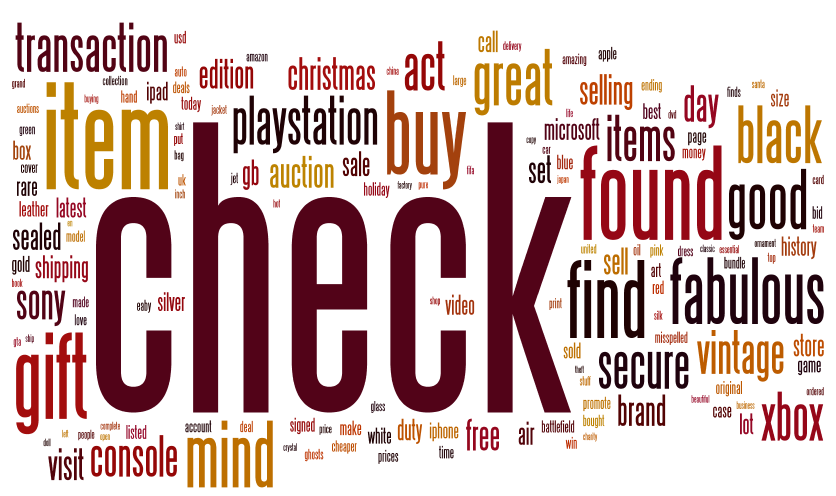 transaction
usd
grand
collection
buying
hand
ipad
auto
deals
today
edition
amazon
jacket
christmas
china
act
large
call
delivery
great
amazing
apple
selling
ending
best
dvd
day
finds
santa
size
auctions
green
item
shirt
put
bag
playstation
buy
fifa
copy
car
microsoft
life
items
page
money
black
box
cover
rare
uk
inch
jet
gb
auction
sale
holiday
factory
pure
set
blue
japan
found
good
card
bid
team
leather
latest
hot
sealed
model
gold
shipping
book
sony
made
love
eaby
silver
check
shop
video
print
united
sell
oil
pink
art
red
silk
dress
classic
essential
bundle
ornament
top
history
find
fabulous
gta
ship
gift
misspelled
vintage
store
game
sold
theft
stuff
secure
original
ordered
promote
bought
charity
brand
beautiful
case
business
lot
xbox
dell
left
people
complete
open
listed
account
deal
glass
signed
price
make
crystal
ghosts
cheaper
white
prices
duty
iphone
time
free
air
battlefield
win
visit
console
mind